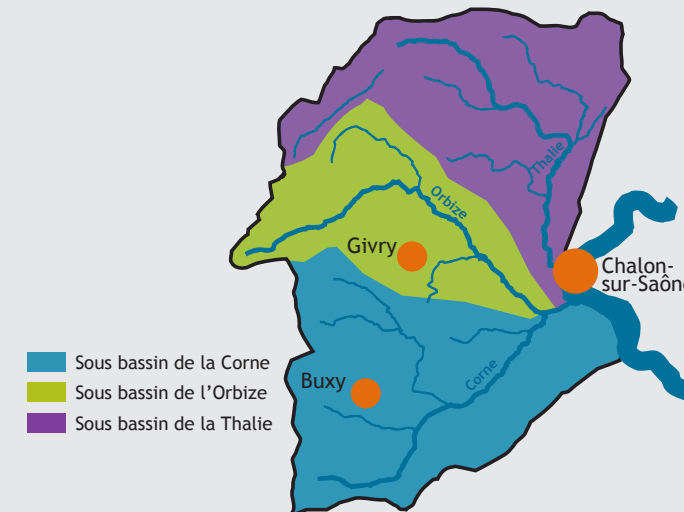 Thalie
Orbize
Givry
Chalon-
sur-Saône
Sous bassin de la Corne
Sous bassin de l'Orbize
Sous bassin de la Thalie
Buxy
Corne